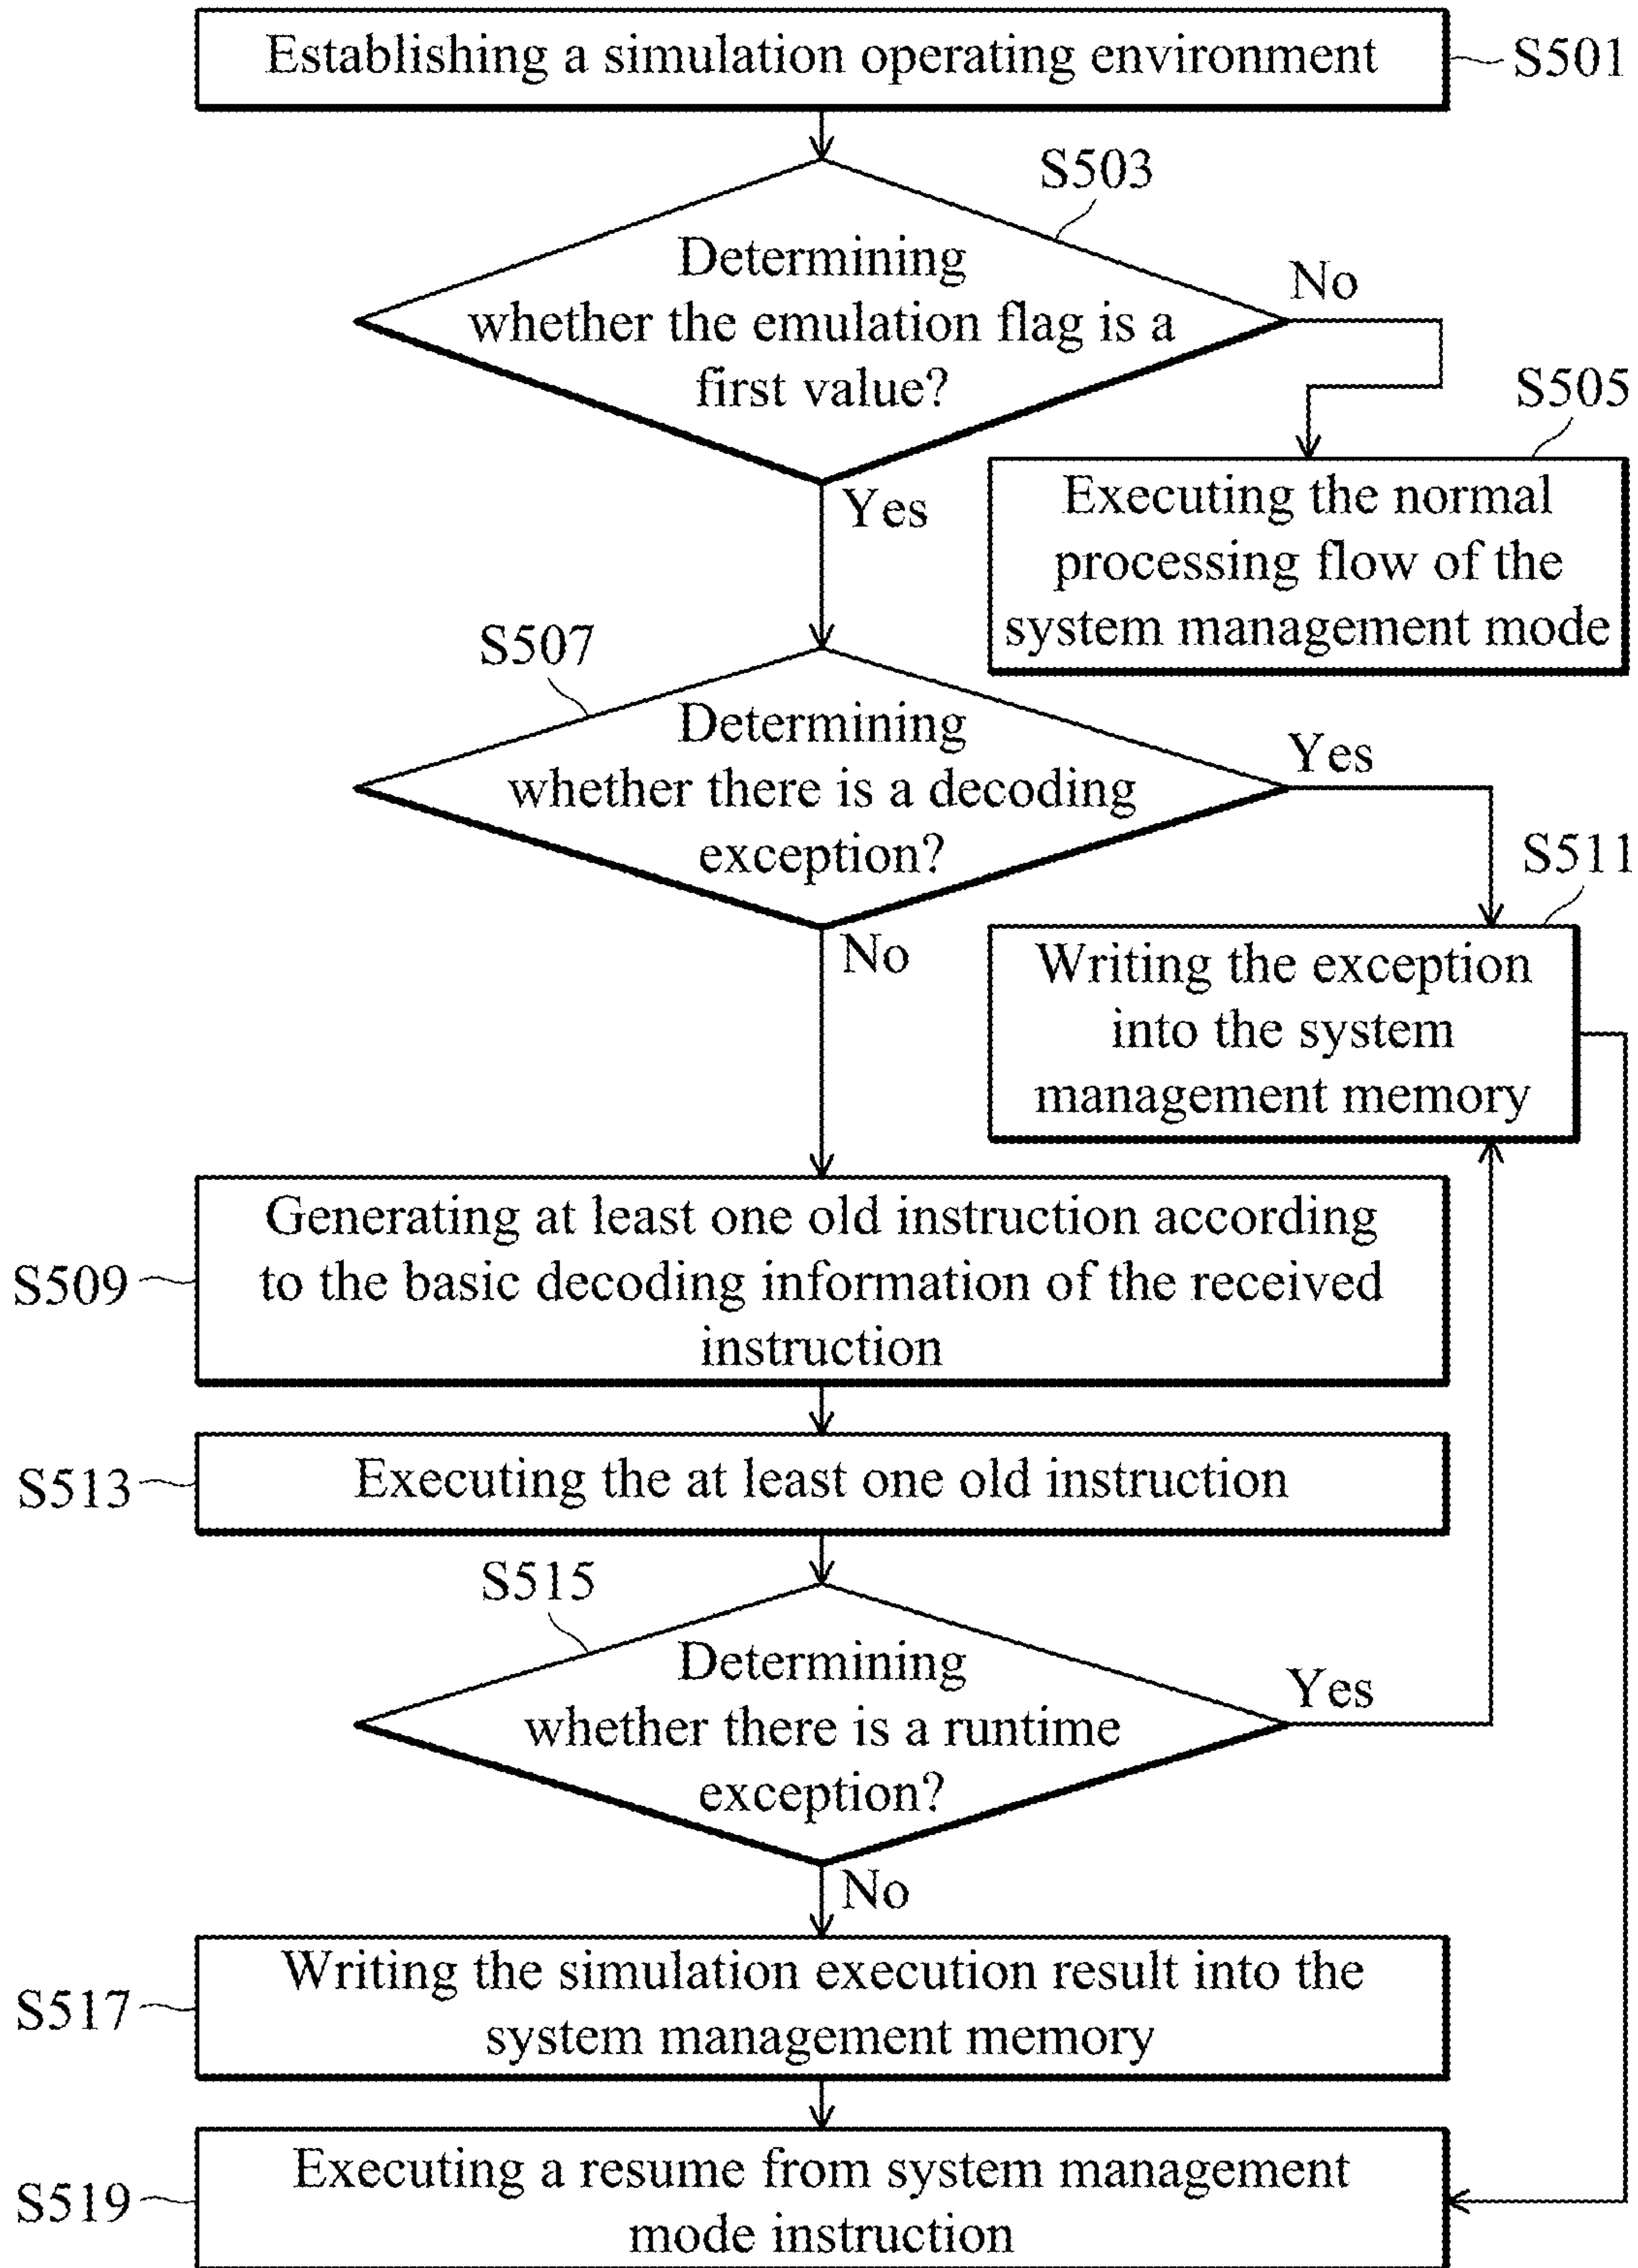 Establishing a simulation operating environment
S501
S503
Determining
whether the emulation flag is a
first value?
No
Yes
S505
Executing the normal
processing flow of the
system management mode
S507
Determining
whether there is a decoding
exception?
Yes
No
S511
Writing the exception
into the system
management memory
S509
Generating at least one old instruction according
to the basic decoding information of the received
instruction
S513
Executing the at least one old instruction
S515
Determining
whether there is a runtime
exception?
Yes
No
S517
Writing the simulation execution result into the
system management memory
S519
Executing a resume from system management
mode instruction